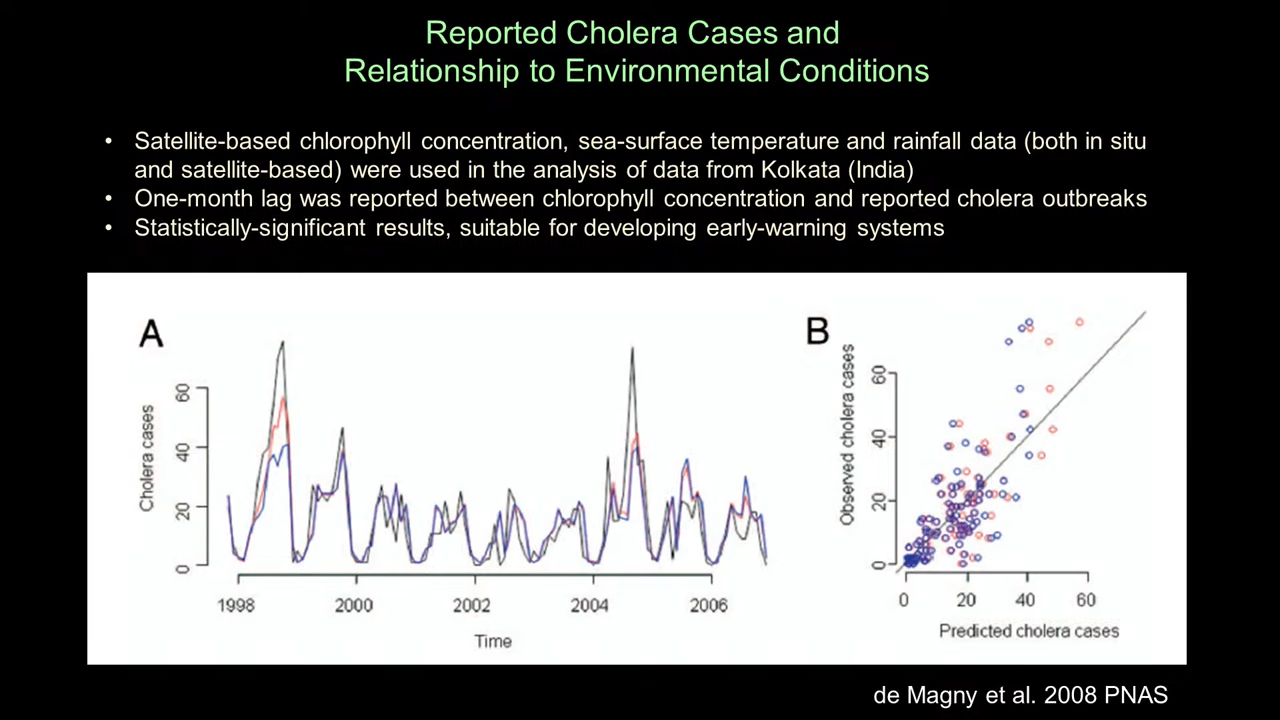 Reported Cholera Cases and
Relationship to Environmental Conditions
• Satellite-based chlorophyll concentration, sea-surface temperature and rainfall data (both in situ
and satellite-based) were used in the analysis of data from Kolkata (India)
• One-month lag was reported between chlorophyll concentration and reported cholera outbreaks
• Statistically-significant results, suitable for developing early-warning systems
A
Cholera cases
60
40
20
0
1998 2000 2002 2004 2006
Time
B
Observed cholera cases
60
40
20
0
0 20 40 60
Predicted cholera cases
de Magny et al. 2008 PNAS